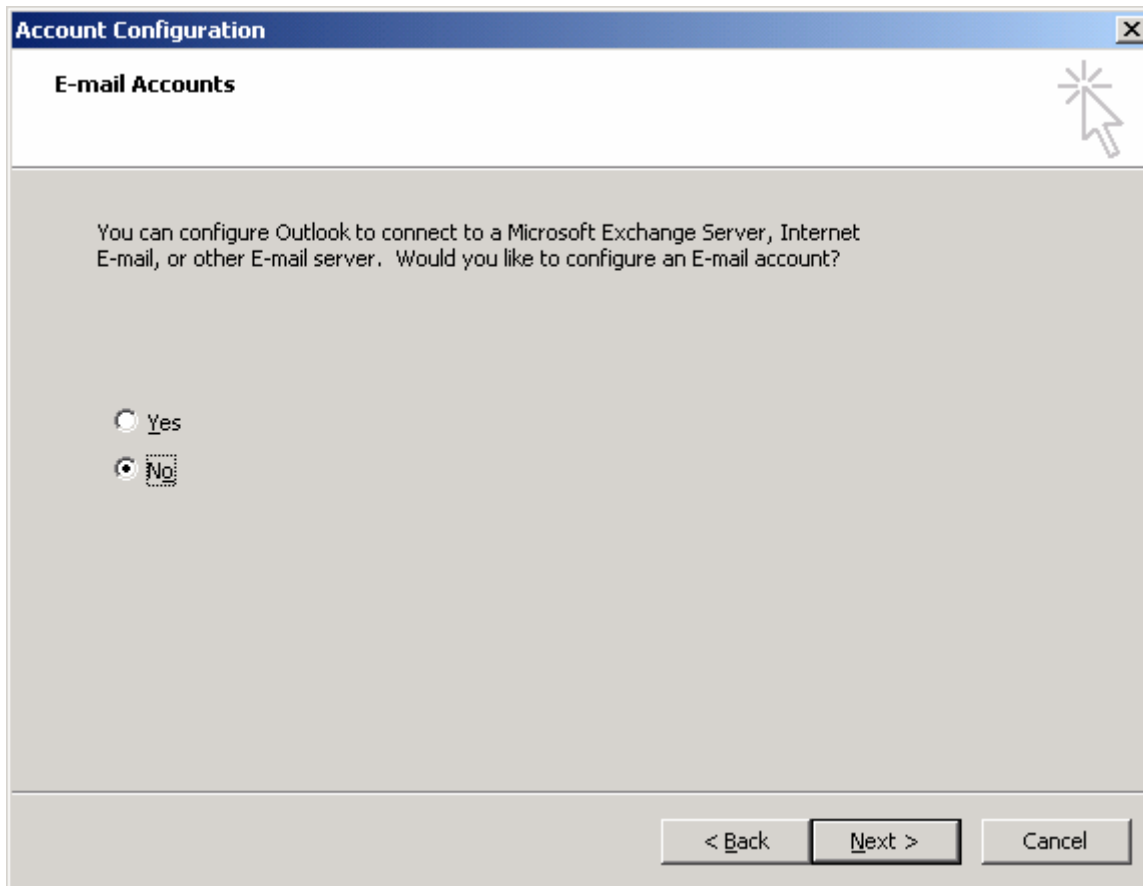 Account Configuration
E-mail Accounts
You can configure Outlook to connect to a Microsoft Exchange Server, Internet
E-mail, or other E-mail server.  Would you like to configure an E-mail account?
Yes
No
< Back
Next >
Cancel